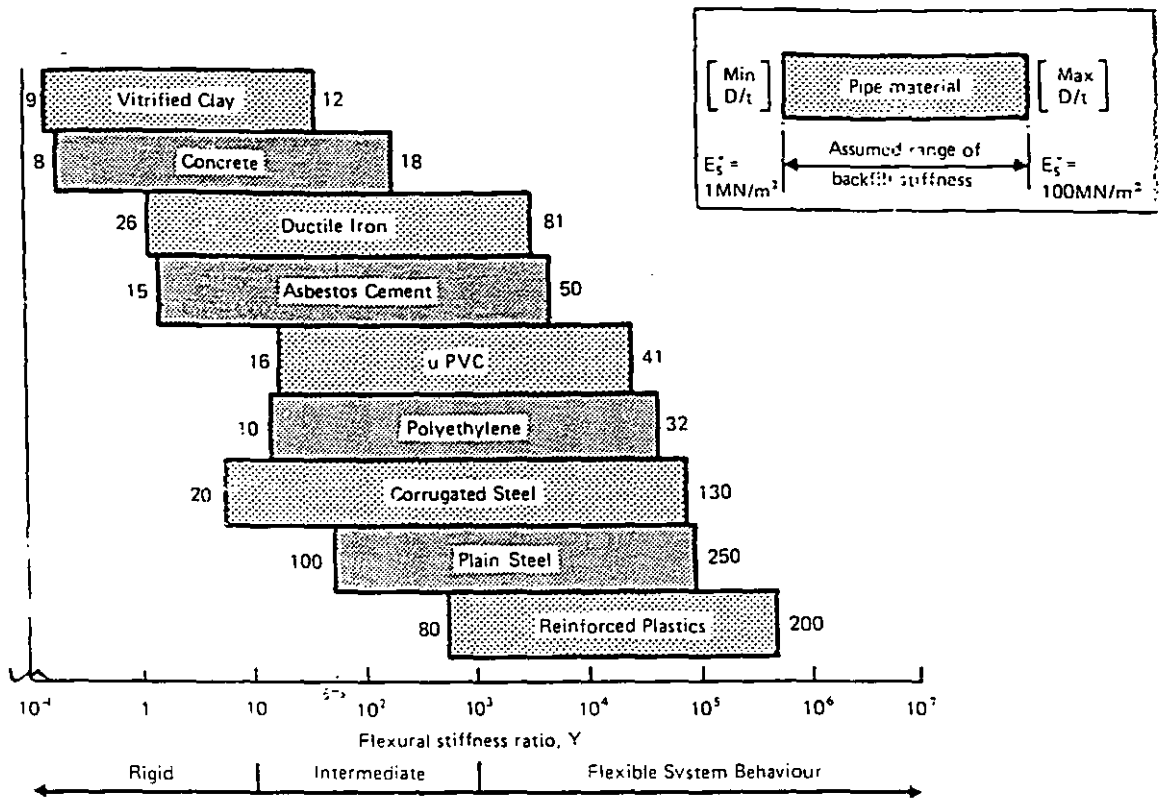 9 Vitrified Clay 12
8 Concrete 18
26 Ductile Iron 81
15 Asbestos Cement 50
16 u PVC 41
10 Polyethylene 32
20 Corrugated Steel 130
100 Plain Steel 250
80 Reinforced Plastics 200
10⁻¹ 1 10 10² 10³ 10⁴ 10⁵ 10⁶ 10⁷
Flexural stiffness ratio, Y
Rigid Intermediate Flexible System Behaviour
[Min D/t] Pipe material [Max D/t]
Assumed range of
backfill stiffness
1MN/m²
100MN/m²